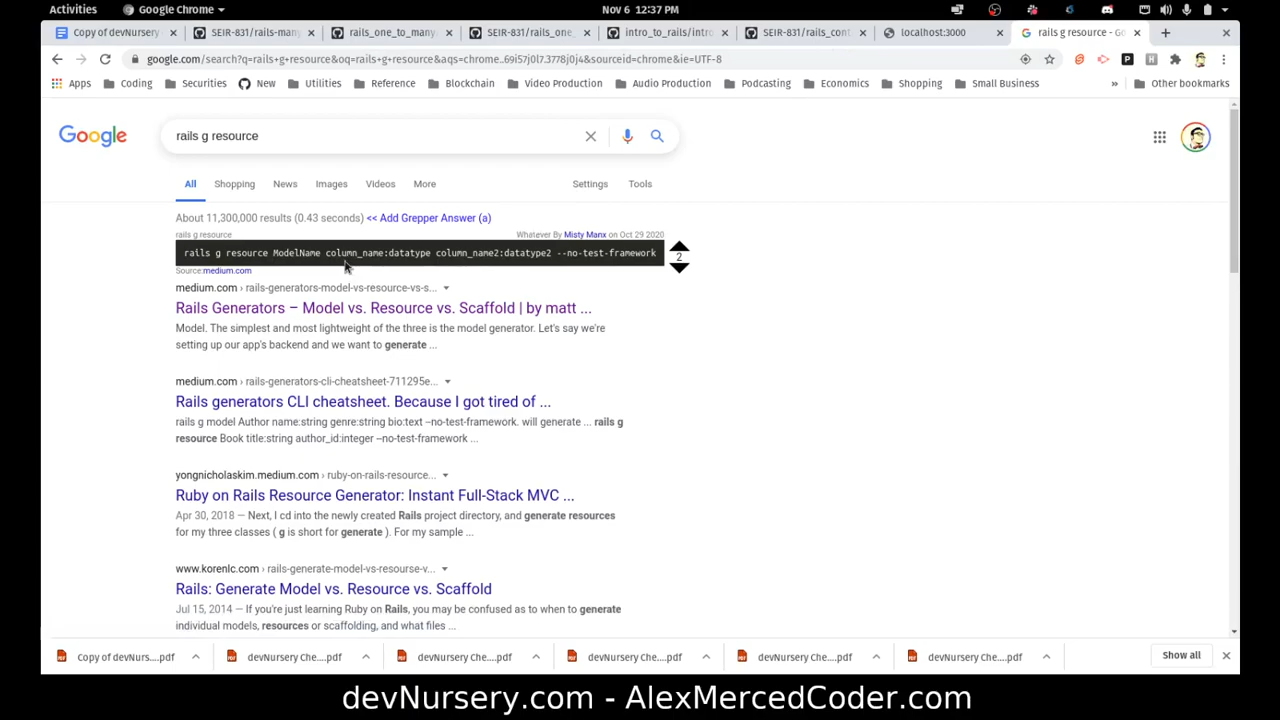 Activities
Google Chrome
Nov 6 12:37 PM
Copy of devNursery
SEIR-831/rails-man
rails_one_to_many
SEIR-831/rails_one
intro_to_rails/intro
SEIR-831/rails_cont
localhost:3000
rails g resource - Go
google.com/search?q=rails+g+resource&oq=rails+g+resource&aqs=chrome..69i57j0l7.3778j0j4&sourceid=chrome&ie=UTF-8
Apps
Coding
Securities
New
Utilities
Reference
Blockchain
Video Production
Audio Production
Podcasting
Shopping
Small Business
»
Other bookmarks
Google
rails g resource
All
Shopping
News
Images
Videos
More
Settings
Tools
About 11,300,000 results (0.43 seconds) << Add Grepper Answer (a)
rails g resource
Whatever By Misty Manx on Oct 29 2020
rails g resource ModelName column_name:datatype column_name2:datatype2 --no-test-framework
2
Source:medium.com
medium.com › rails-generators-model-vs-resource-vs-s...
Rails Generators – Model vs. Resource vs. Scaffold | by matt ...
Model. The simplest and most lightweight of the three is the model generator. Let's say we're
setting up our app's backend and we want to generate ...
medium.com › rails-generators-cli-cheatsheet-711295e...
Rails generators CLI cheatsheet. Because I got tired of ...
rails g model Author name:string genre:string bio:text –no-test-framework. will generate ... rails g
resource Book title:string author_id:integer –no-test-framework ...
yongnicholaskim.medium.com › ruby-on-rails-resource...
Ruby on Rails Resource Generator: Instant Full-Stack MVC ...
Apr 30, 2018 — Next, I cd into the newly created Rails project directory, and generate resources
for my three classes ( g is short for generate ). For my sample ...
www.korenlc.com › rails-generate-model-vs-resourse-v...
Rails: Generate Model vs. Resource vs. Scaffold
Jul 15, 2014 — If you're just learning Ruby on Rails, you may be confused as to when to generate
individual models, resources or scaffolding, and what files ...
Copy of devNurs....pdf
devNursery Che....pdf
devNursery Che....pdf
devNursery Che....pdf
devNursery Che....pdf
devNursery Che....pdf
Show all
devNursery.com - AlexMercedCoder.com